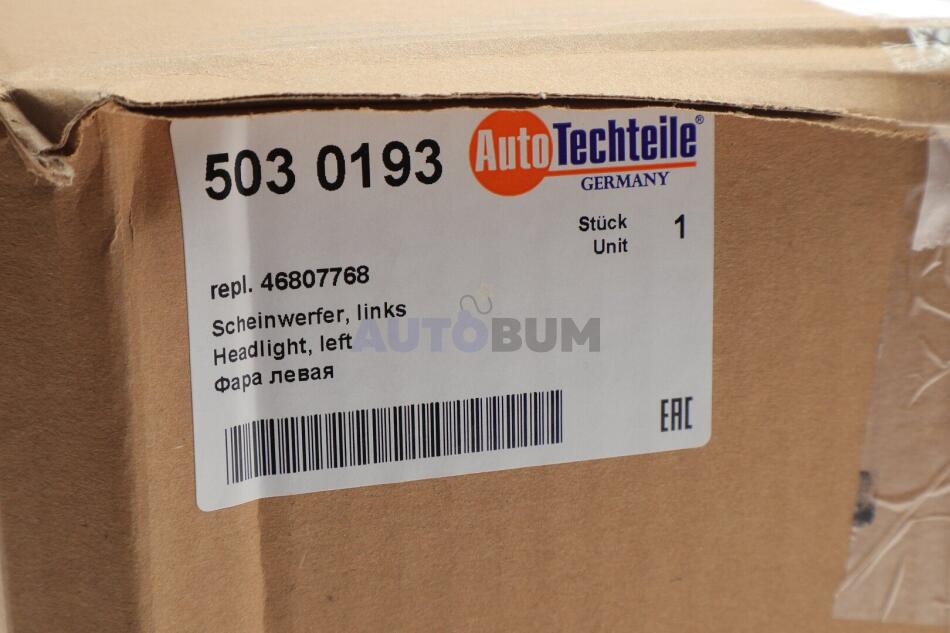 503 0193
AutoTechteile®
GERMANY
Stück
Unit
1
repl. 46807768
Scheinwerfer, links
Headlight, left
Фара левая
AUTOBUM
EAC